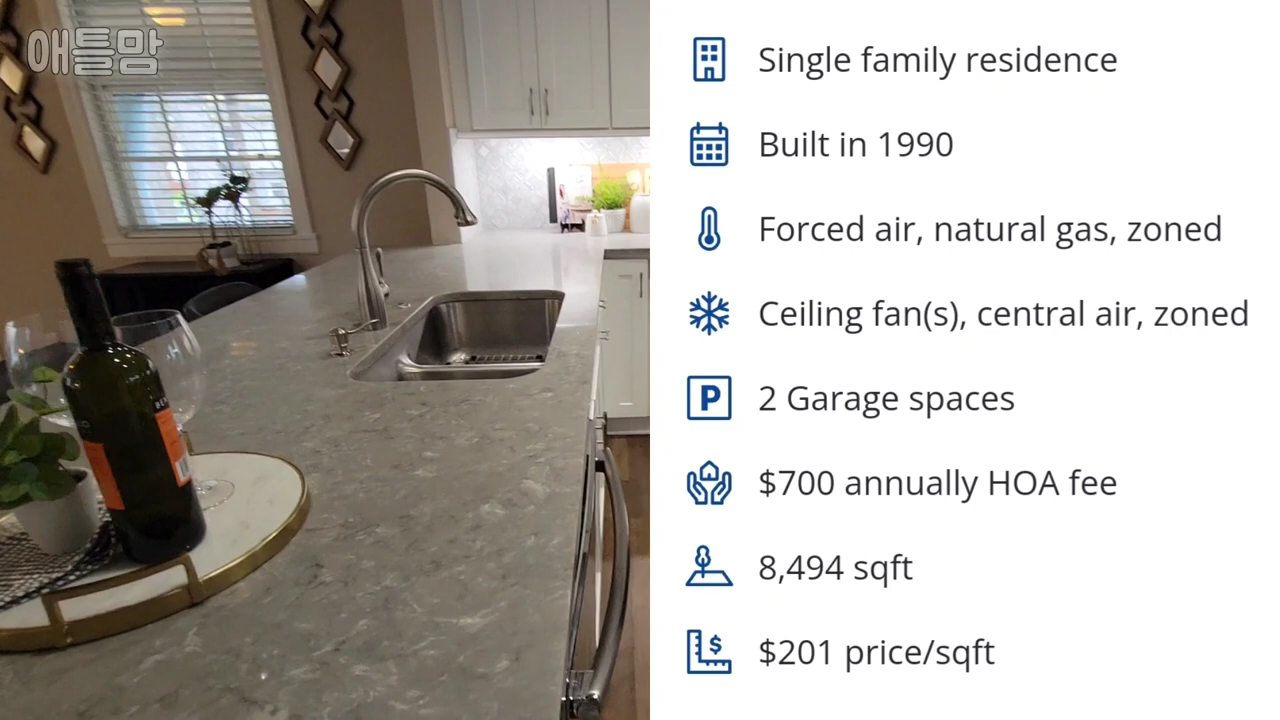 애틀맘
Single family residence
Built in 1990
Forced air, natural gas, zoned
Ceiling fan(s), central air, zoned
P
2 Garage spaces
$700 annually HOA fee
8,494 sqft
$
$201 price/sqft